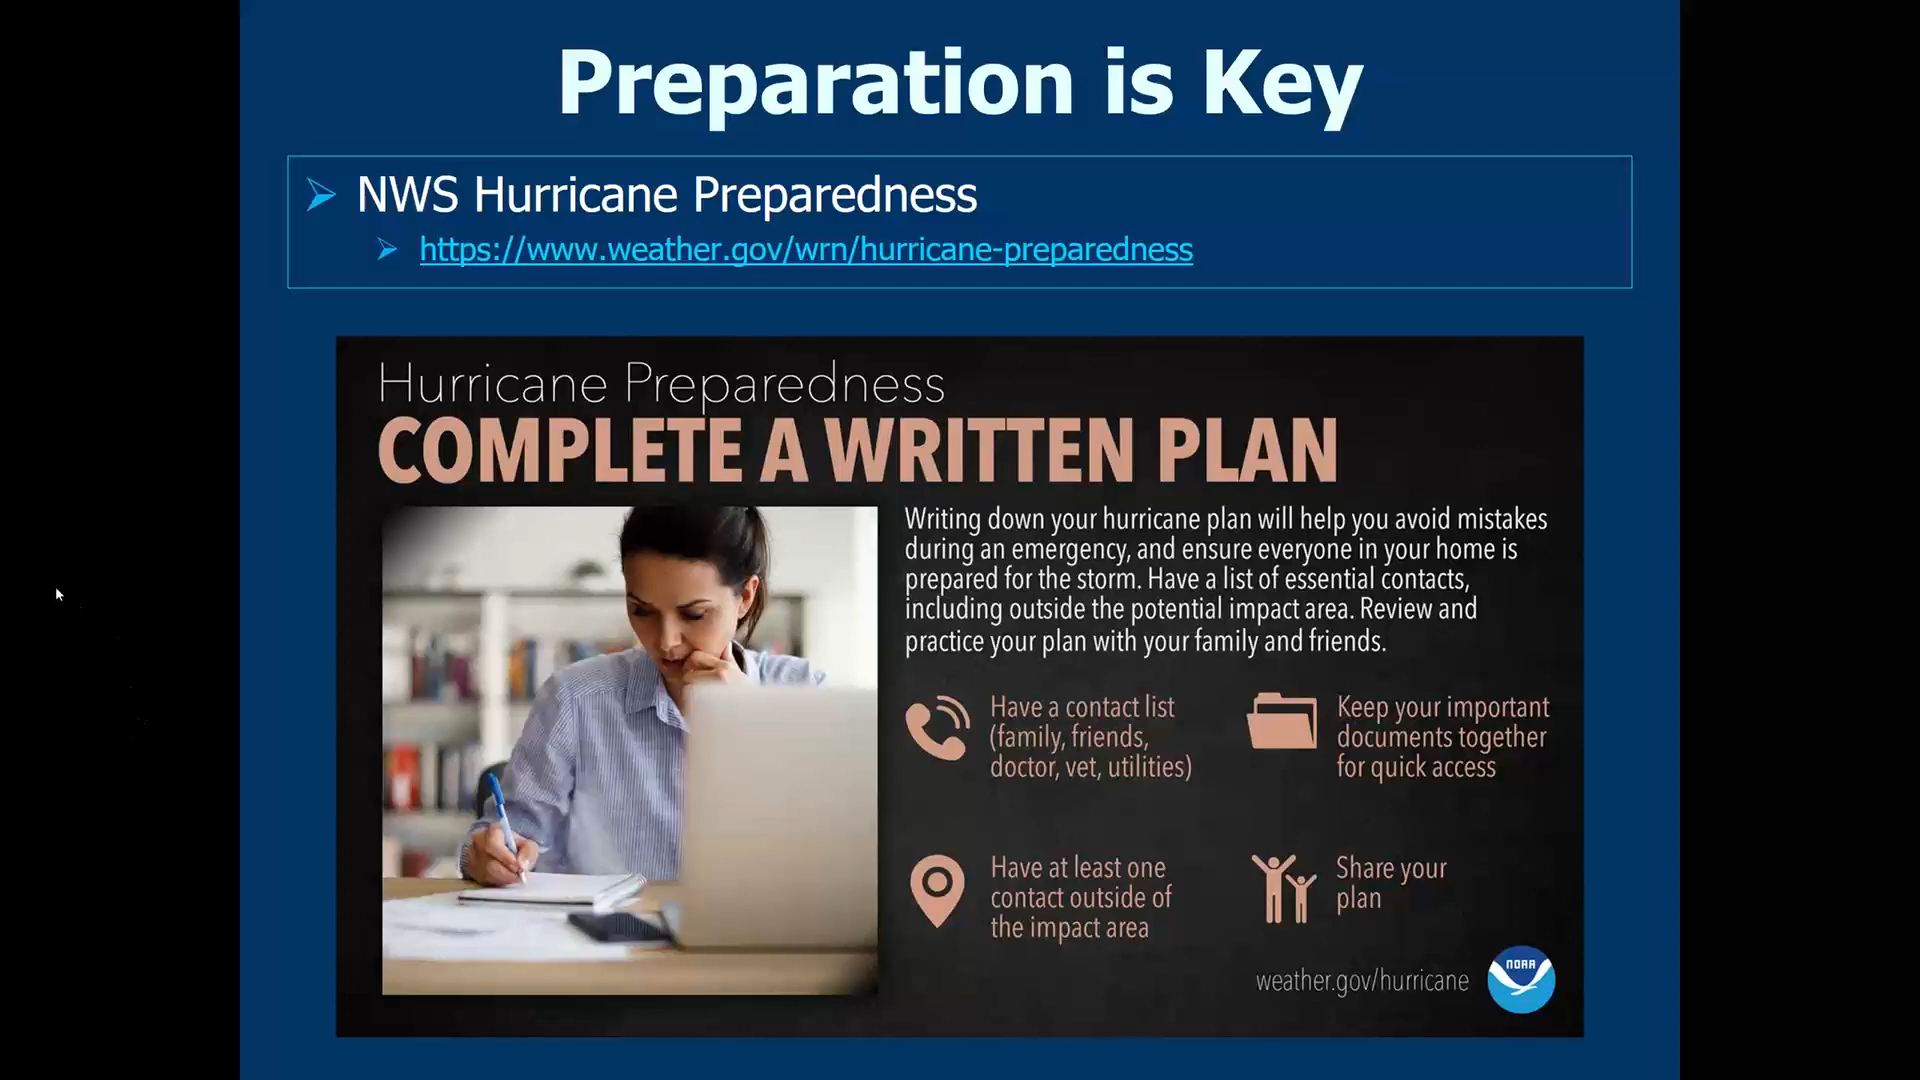 Preparation is Key
NWS Hurricane Preparedness
https://www.weather.gov/wrn/hurricane-preparedness
Hurricane Preparedness
COMPLETE A WRITTEN PLAN
Writing down your hurricane plan will help you avoid mistakes
during an emergency, and ensure everyone in your home is
prepared for the storm. Have a list of essential contacts,
including outside the potential impact area. Review and
practice your plan with your family and friends.
Have a contact list
(family, friends,
doctor, vet, utilities)
Keep your important
documents together
for quick access
Have at least one
contact outside of
the impact area
Share your
plan
weather.gov/hurricane
NOAA